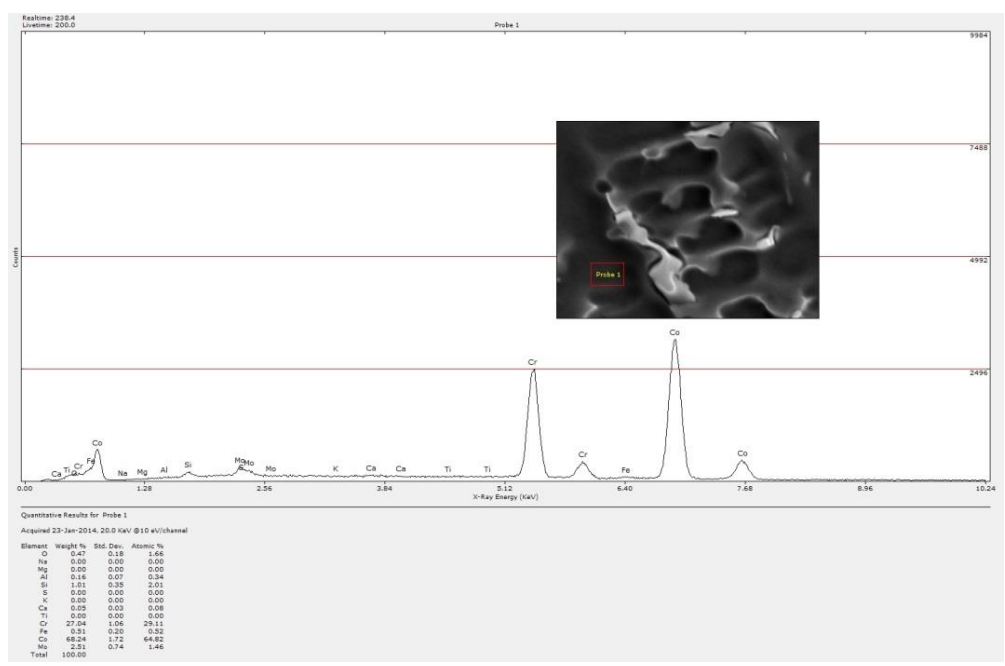 Realtime: 238.4
Livetime: 200.0
Probe 1
9984
7488
4992
2496
Counts
Probe 1
Co
Cr
Co
Cr
Fe
Co
Ca Ti O Cr Fe
Na Mg Al Si Mo S Mo Mo K Ca Ca Ti Ti
0.00 1.28 2.56 3.84 5.12 6.40 7.68 8.96 10.24
X-Ray Energy (KeV)
Quantitative Results for Probe 1
Acquired 23-Jan-2014, 20.0 KeV @10 eV/channel
Element Weight % Std. Dev. Atomic %
O 0.47 0.18 1.66
Na 0.00 0.00 0.00
Mg 0.00 0.00 0.00
Al 0.16 0.07 0.34
Si 1.01 0.35 2.01
S 0.00 0.00 0.00
K 0.00 0.00 0.00
Ca 0.05 0.03 0.08
Ti 0.00 0.00 0.00
Cr 27.04 1.06 29.11
Fe 0.51 0.20 0.52
Co 68.24 1.72 64.82
Mo 2.51 0.74 1.46
Total 100.00